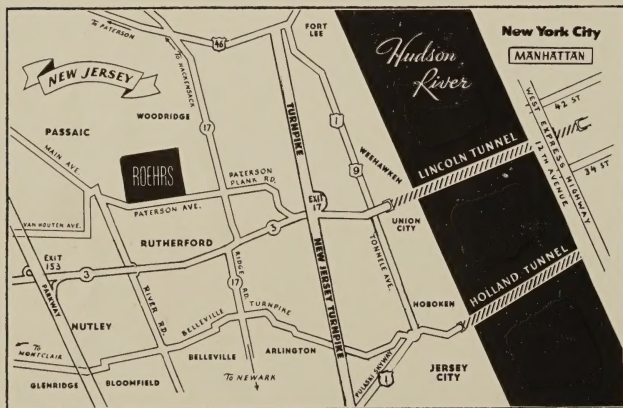 TO PATERSON
46
FORT
LEE
Hudson
River
New York City
MANHATTAN
NEW JERSEY
TO HACKENSACK
TURNPIKE
1
WEST EXPRESS HIGHWAY
12TH AVENUE
42 ST
34 ST
PASSAIC
WOODRIDGE
17
MAIN AVE.
ROEHRS
PATERSON
PLANK RD.
9
WEEHAWKEN
LINCOLN TUNNEL
EXIT
17
PATERSON AVE.
VAN HOUTEN AVE.
RUTHERFORD
3
UNION
CITY
EXIT
153
3
PARKWAY
RIVER RD.
RIDGE RD.
17
NEW JERSEY TURNPIKE
TONNELE AVE.
HOLLAND TUNNEL
HOBOKEN
NUTLEY
BELLEVILLE TURNPIKE
TO
MONTCLAIR
BELLEVILLE
ARLINGTON
PULASKI SKYWAY
1
JERSEY
CITY
GLENRIDGE
BLOOMFIELD
TO NEWARK